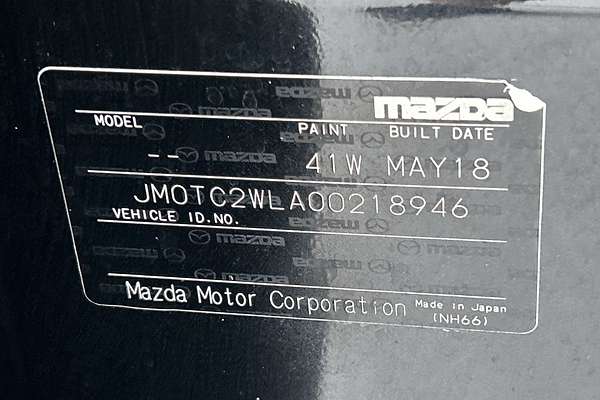 mazda
MODEL PAINT BUILT DATE
-- 41W MAY18
JM0TC2WLA00218946
VEHICLE ID.NO.
Mazda Motor Corporation Made in Japan
(NH66)